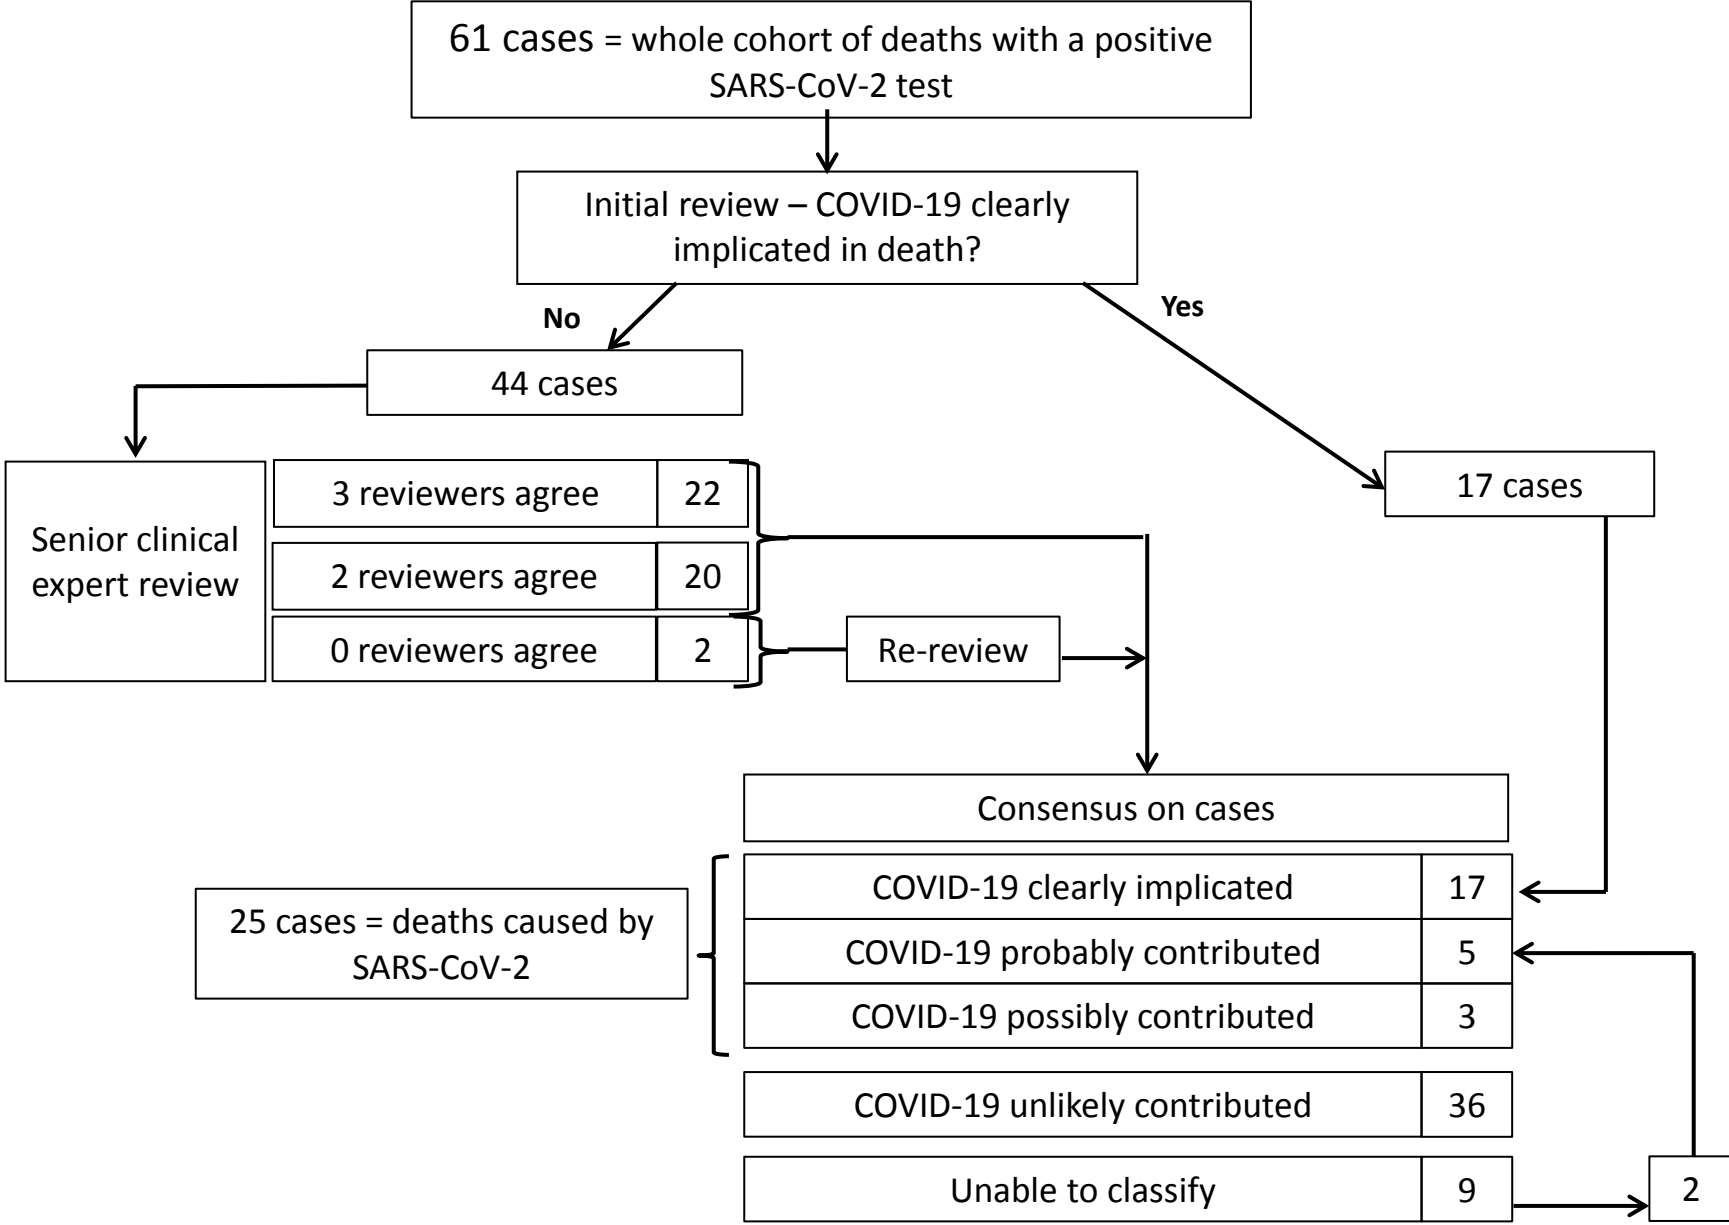 61 cases = whole cohort of deaths with a positive
SARS-CoV-2 test
Initial review – COVID-19 clearly
implicated in death?
No
Yes
44 cases
17 cases
Senior clinical
expert review
3 reviewers agree 22
2 reviewers agree 20
0 reviewers agree 2
Re-review
Consensus on cases
25 cases = deaths caused by
SARS-CoV-2
COVID-19 clearly implicated 17
COVID-19 probably contributed 5
COVID-19 possibly contributed 3
COVID-19 unlikely contributed 36
Unable to classify 9
2